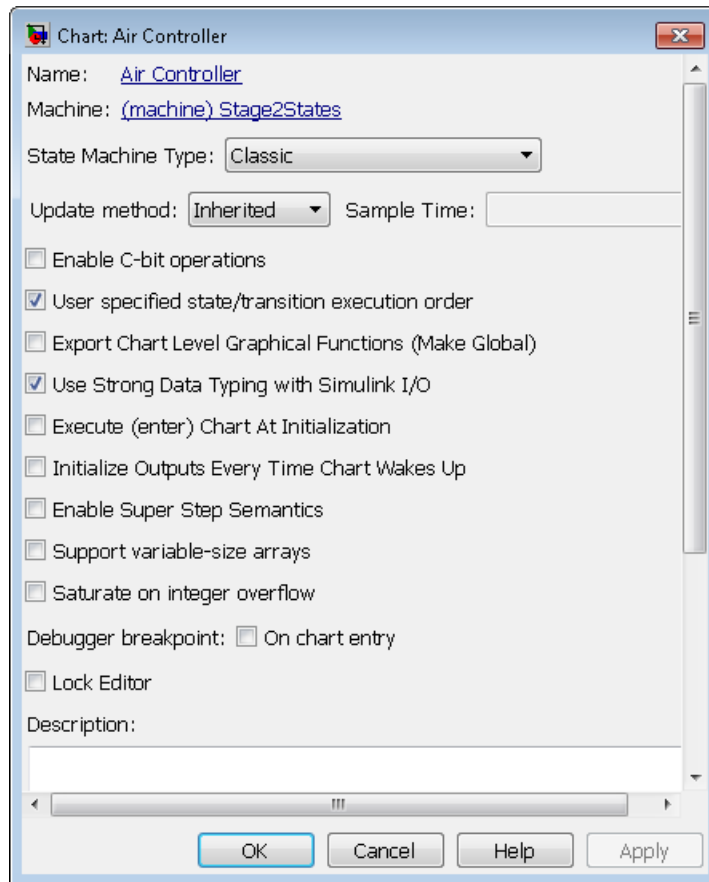 Chart: Air Controller
Name: Air Controller
Machine: (machine) Stage2States
State Machine Type: Classic
Update method: Inherited Sample Time:
Enable C-bit operations
User specified state/transition execution order
Export Chart Level Graphical Functions (Make Global)
Use Strong Data Typing with Simulink I/O
Execute (enter) Chart At Initialization
Initialize Outputs Every Time Chart Wakes Up
Enable Super Step Semantics
Support variable-size arrays
Saturate on integer overflow
Debugger breakpoint: On chart entry
Lock Editor
Description:
OK Cancel Help Apply